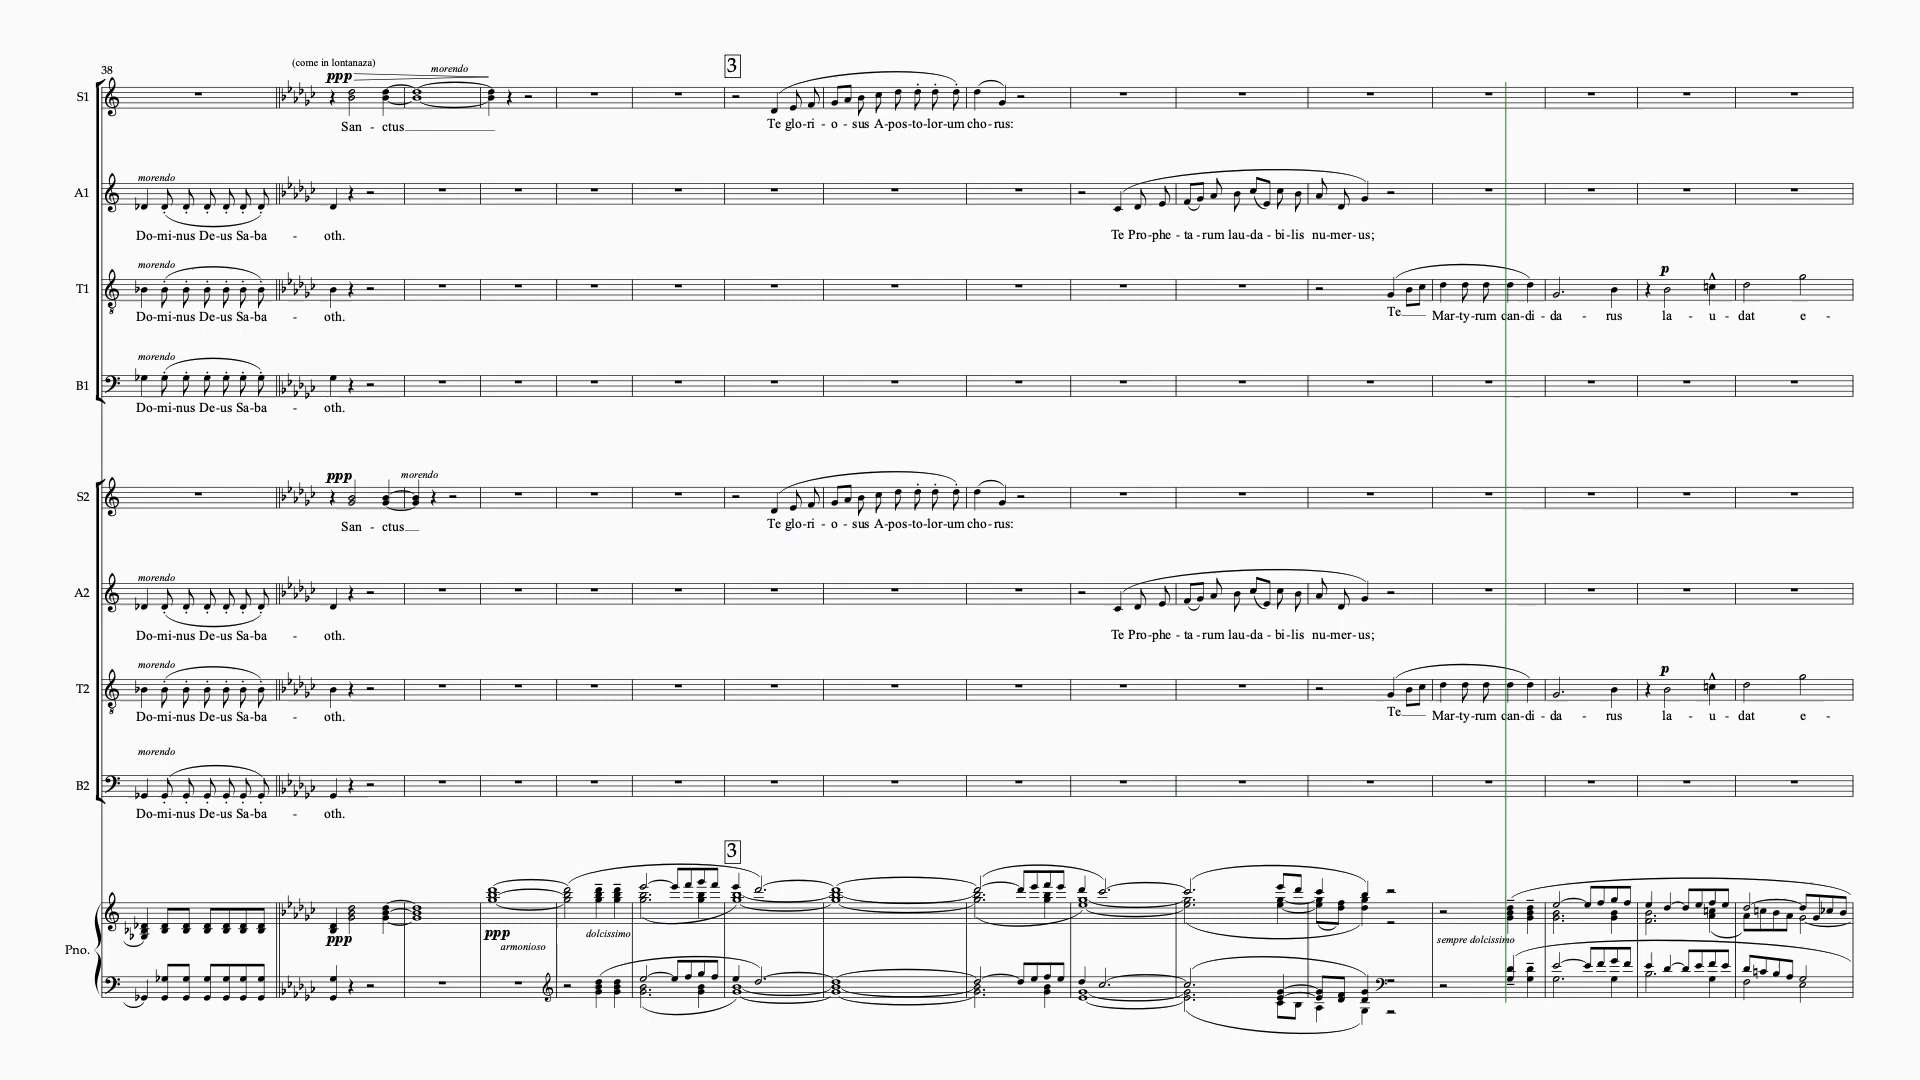 38
(come in lontanaza)
ppp
morendo
3
S1
San - ctus
Te glo-ri - o - sus A-pos-to-lor-um cho-rus:
morendo
A1
Do-mi-nus De-us Sa-ba - oth.
Te Pro-phe - ta - rum lau-da - bi-lis nu-mer-us;
morendo
p
T1
Do-mi-nus De-us Sa-ba - oth.
Te Mar-ty-rum can-di - da - rus la - u - dat e -
morendo
B1
Do-mi-nus De-us Sa-ba - oth.
ppp morendo
S2
San - ctus
Te glo-ri - o - sus A-pos-to-lor-um cho-rus:
morendo
A2
Do-mi-nus De-us Sa-ba - oth.
Te Pro-phe - ta - rum lau-da - bi-lis nu-mer-us;
morendo
p
T2
Do-mi-nus De-us Sa-ba - oth.
Te Mar-ty-rum can-di - da - rus la - u - dat e -
morendo
B2
Do-mi-nus De-us Sa-ba - oth.
3
Pno.
ppp
ppp
armonioso
dolcissimo
sempre dolcissimo